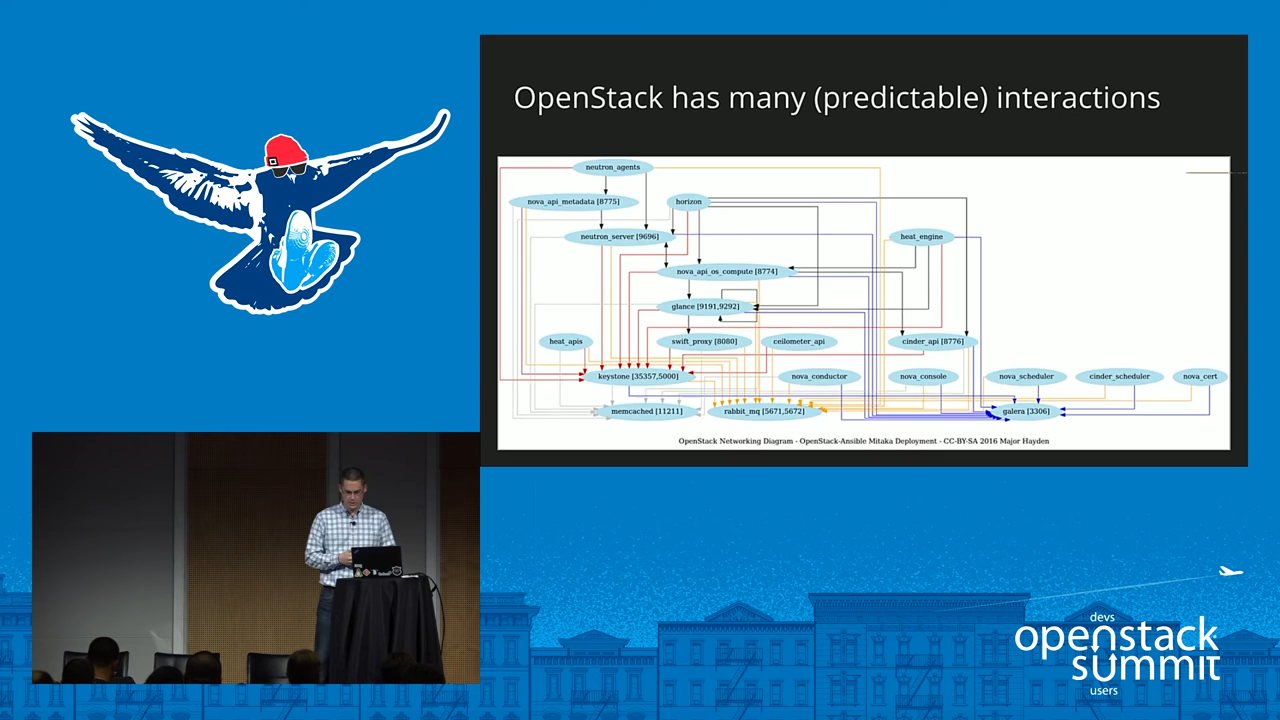 OpenStack has many (predictable) interactions
neutron_agents
nova_api_metadata [8775]
horizon
neutron_server [9696]
heat_engine
nova_api_os_compute [8774]
glance [9191,9292]
heat_apis
swift_proxy [8080]
ceilometer_api
cinder_api [8776]
keystone [35357,5000]
nova_conductor
nova_console
nova_scheduler
cinder_scheduler
nova_cert
memcached [11211]
rabbit_mq [5671,5672]
galera [3306]
OpenStack Networking Diagram - OpenStack-Ansible Mitaka Deployment - CC-BY-SA 2016 Major Hayden
devs
openstack
summit
users